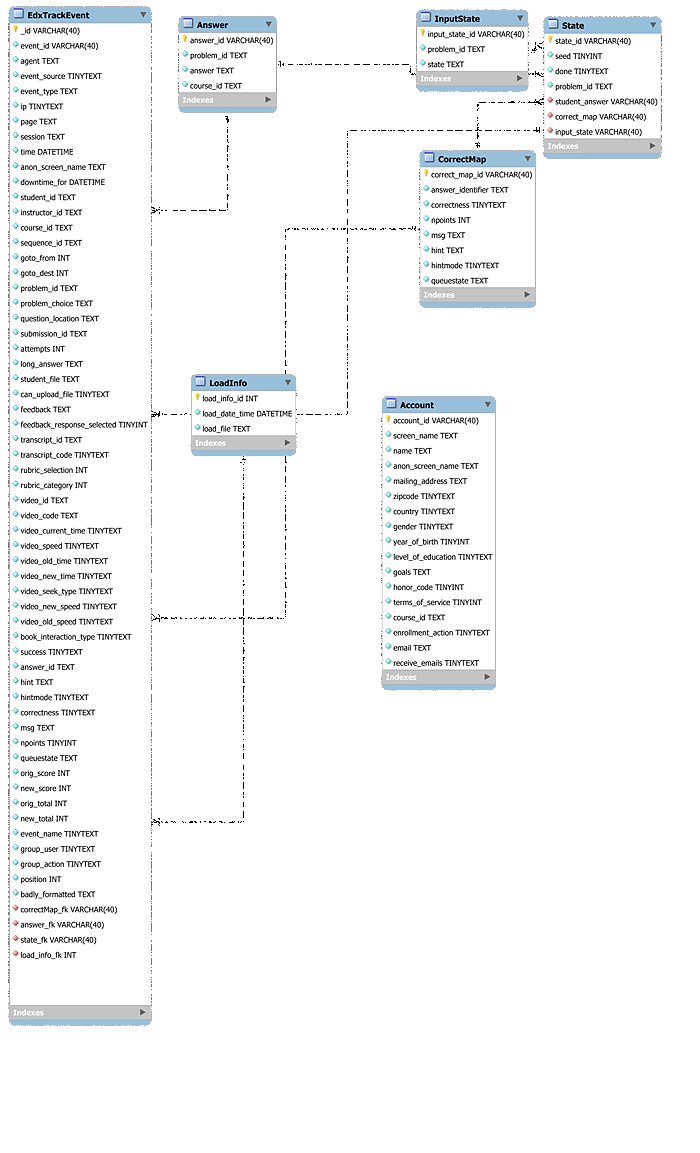 EdxTrackEvent
_id VARCHAR(40)
event_id VARCHAR(40)
agent TEXT
event_source TINYTEXT
event_type TEXT
ip TINYTEXT
page TEXT
session TEXT
time DATETIME
anon_screen_name TEXT
downtime_for DATETIME
student_id TEXT
instructor_id TEXT
course_id TEXT
sequence_id TEXT
goto_from INT
goto_dest INT
problem_id TEXT
problem_choice TEXT
question_location TEXT
submission_id TEXT
attempts INT
long_answer TEXT
student_file TEXT
can_upload_file TINYTEXT
feedback TEXT
feedback_response_selected TINYINT
transcript_id TEXT
transcript_code TINYTEXT
rubric_selection INT
rubric_category INT
video_id TEXT
video_code TEXT
video_current_time TINYTEXT
video_speed TINYTEXT
video_old_time TINYTEXT
video_new_time TINYTEXT
video_seek_type TINYTEXT
video_new_speed TINYTEXT
video_old_speed TINYTEXT
book_interaction_type TINYTEXT
success TINYTEXT
answer_id TEXT
hint TEXT
hintmode TINYTEXT
correctness TINYTEXT
msg TEXT
npoints TINYINT
queuestate TEXT
orig_score INT
new_score INT
orig_total INT
new_total INT
event_name TINYTEXT
group_user TINYTEXT
group_action TINYTEXT
position INT
badly_formatted TEXT
correctMap_fk VARCHAR(40)
answer_fk VARCHAR(40)
state_fk VARCHAR(40)
load_info_fk INT
Indexes
Answer
answer_id VARCHAR(40)
problem_id TEXT
answer TEXT
course_id TEXT
Indexes
InputState
input_state_id VARCHAR(40)
problem_id TEXT
state TEXT
Indexes
State
state_id VARCHAR(40)
seed TINYINT
done TINYTEXT
problem_id TEXT
student_answer VARCHAR(40)
correct_map VARCHAR(40)
input_state VARCHAR(40)
Indexes
CorrectMap
correct_map_id VARCHAR(40)
answer_identifier TEXT
correctness TINYTEXT
npoints INT
msg TEXT
hint TEXT
hintmode TINYTEXT
queuestate TEXT
Indexes
LoadInfo
load_info_id INT
load_date_time DATETIME
load_file TEXT
Indexes
Account
account_id VARCHAR(40)
screen_name TEXT
name TEXT
anon_screen_name TEXT
mailing_address TEXT
zipcode TINYTEXT
country TINYTEXT
gender TINYTEXT
year_of_birth TINYINT
level_of_education TINYTEXT
goals TEXT
honor_code TINYINT
terms_of_service TINYINT
course_id TEXT
enrollment_action TINYTEXT
email TEXT
receive_emails TINYTEXT
Indexes